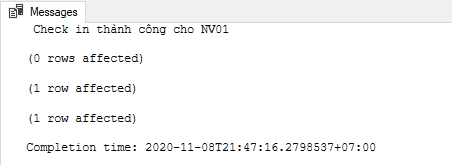 Messages
Check in thành công cho NV01
(0 rows affected)
(1 row affected)
(1 row affected)
Completion time: 2020-11-08T21:47:16.2798537+07:00